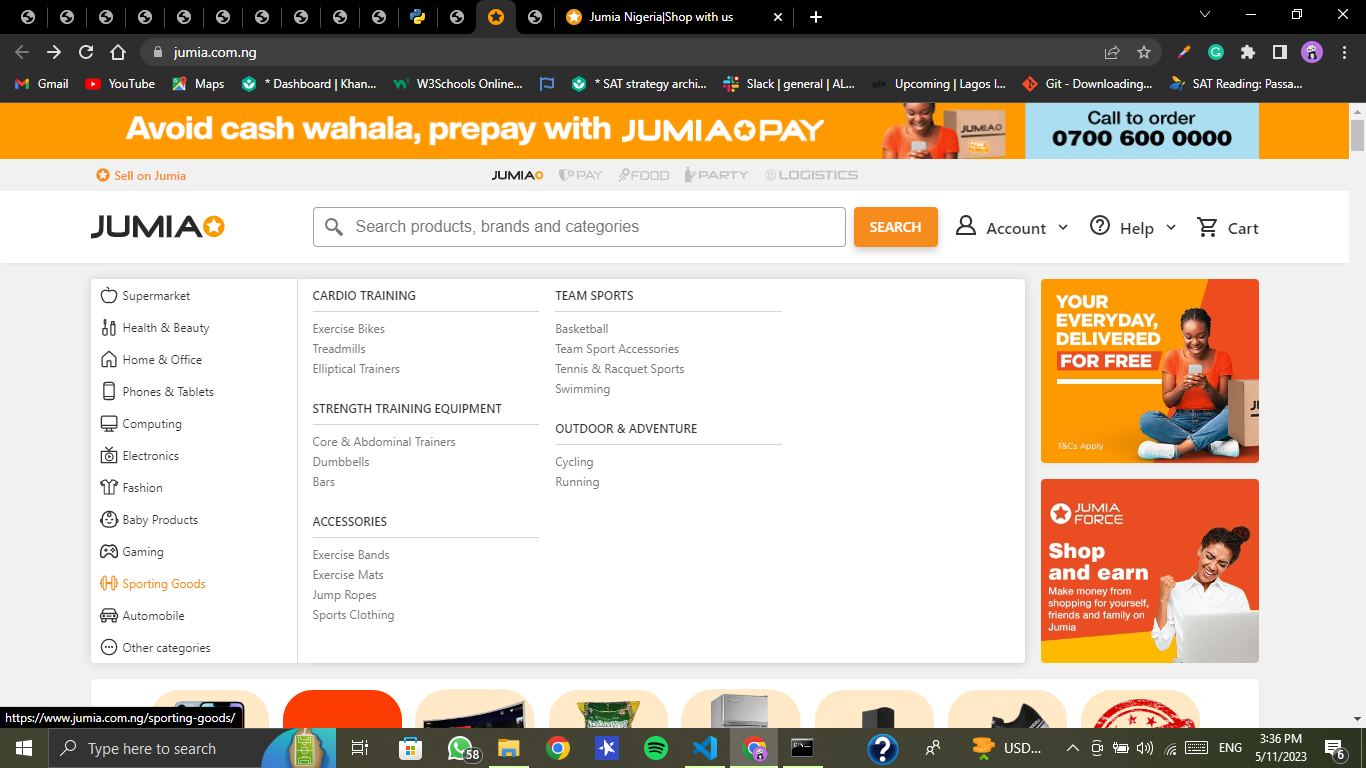 Jumia Nigeria|Shop with us
jumia.com.ng
Gmail
YouTube
Maps
* Dashboard | Khan...
W3Schools Online...
* SAT strategy archi...
Slack | general | AL...
Upcoming | Lagos I...
Git - Downloading...
SAT Reading: Passa...
Avoid cash wahala, prepay with JUMIA PAY
JUMIA
Call to order
0700 600 0000
Sell on Jumia
JUMIA
PAY
FOOD
PARTY
LOGISTICS
JUMIA
Search products, brands and categories
SEARCH
Account
Help
Cart
Supermarket
Health & Beauty
Home & Office
Phones & Tablets
Computing
Electronics
Fashion
Baby Products
Gaming
Sporting Goods
Automobile
Other categories
CARDIO TRAINING
Exercise Bikes
Treadmills
Elliptical Trainers
STRENGTH TRAINING EQUIPMENT
Core & Abdominal Trainers
Dumbbells
Bars
ACCESSORIES
Exercise Bands
Exercise Mats
Jump Ropes
Sports Clothing
TEAM SPORTS
Basketball
Team Sport Accessories
Tennis & Racquet Sports
Swimming
OUTDOOR & ADVENTURE
Cycling
Running
YOUR
EVERYDAY,
DELIVERED
FOR FREE
T&Cs Apply
JUMIA
FORCE
Shop
and earn
Make money from
shopping for yourself,
friends and family on
Jumia
https://www.jumia.com.ng/sporting-goods/
Type here to search
58
USD...
ENG
3:36 PM
5/11/2023
6